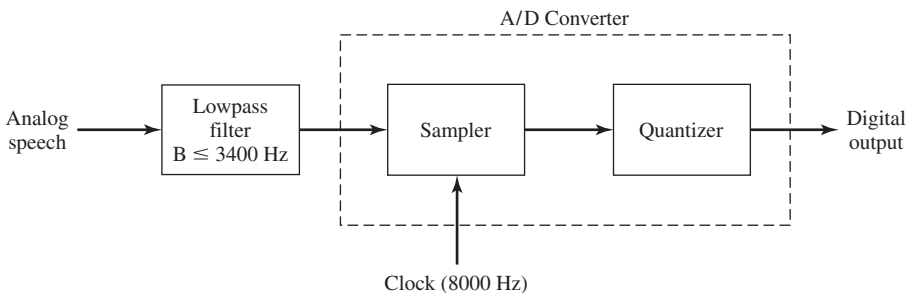 A/D Converter
Analog
speech
Lowpass
filter
B ≤ 3400 Hz
Sampler
Quantizer
Digital
output
Clock (8000 Hz)